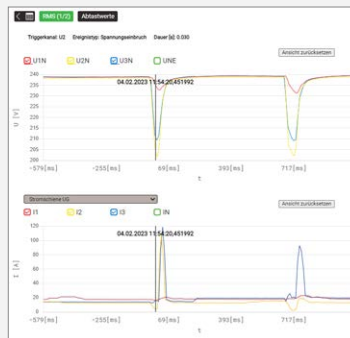 RMS (1/2) Abtastwerte
Triggerkanal: U2 Ereignistyp: Spannungseinbruch Dauer [s]: 0.030
Ansicht zurücksetzen
U1N U2N U3N UNE
04.02.2023 11:54:20,451992
240
235
230
225
220
215
210
205
200
U [V]
-579[ms] -255[ms] 69[ms] 393[ms] 717[ms]
t
Stromschiene UG
Ansicht zurücksetzen
I1 I2 I3 IN
04.02.2023 11:54:20,451992
120
100
80
60
40
20
0
I [A]
-579[ms] -255[ms] 69[ms] 393[ms] 717[ms]
t